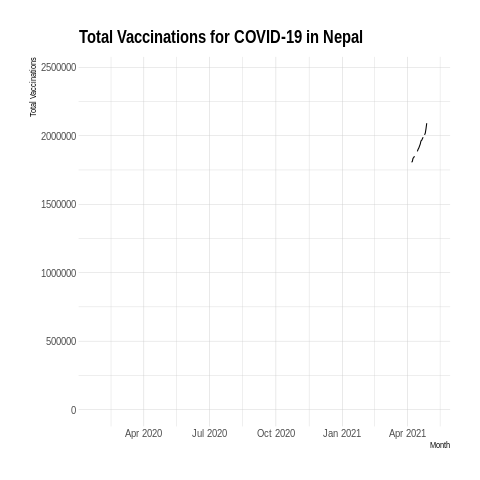 Total Vaccinations for COVID-19 in Nepal
Total Vaccinations
2500000
2000000
1500000
1000000
500000
0
Apr 2020 Jul 2020 Oct 2020 Jan 2021 Apr 2021
Month